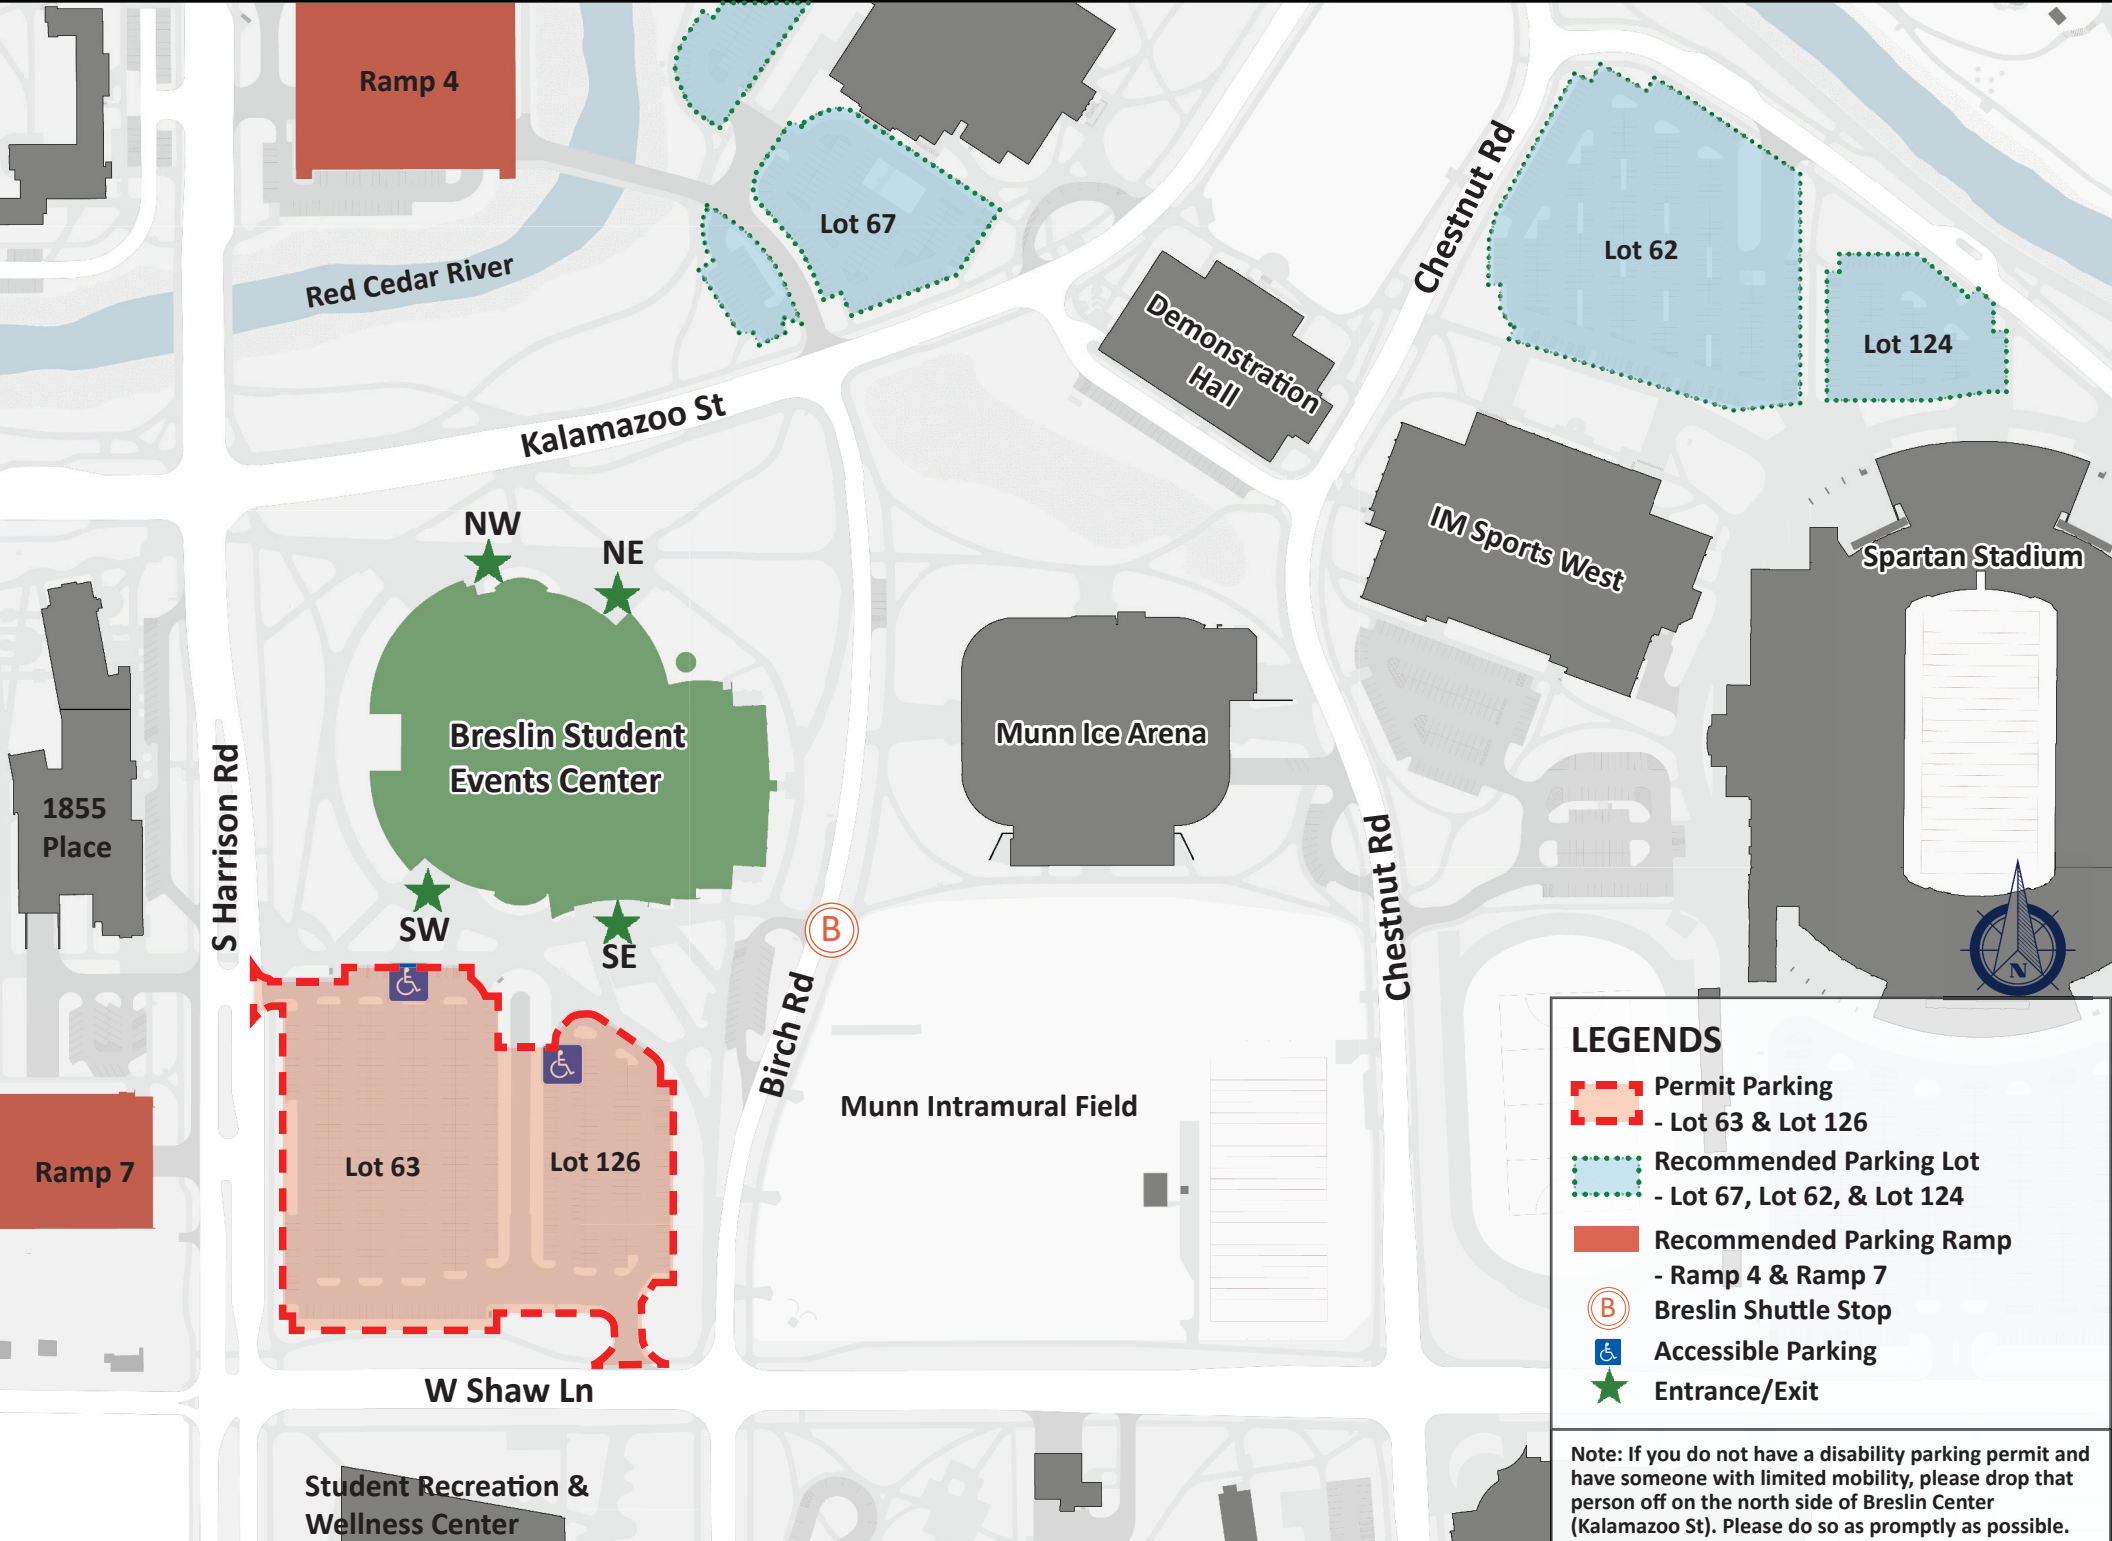 Ramp 4
Lot 67
Chestnut Rd
Lot 62
Red Cedar River
Demonstration
Hall
Lot 124
Kalamazoo St
NW
NE
IM Sports West
Spartan Stadium
Breslin Student
Events Center
Munn Ice Arena
S Harrison Rd
1855
Place
Chestnut Rd
SW
SE
B
N
Birch Rd
Munn Intramural Field
Lot 63
Lot 126
Ramp 7
W Shaw Ln
Student Recreation &
Wellness Center
LEGENDS
Permit Parking
- Lot 63 & Lot 126
Recommended Parking Lot
- Lot 67, Lot 62, & Lot 124
Recommended Parking Ramp
- Ramp 4 & Ramp 7
B Breslin Shuttle Stop
Accessible Parking
Entrance/Exit
Note: If you do not have a disability parking permit and
have someone with limited mobility, please drop that
person off on the north side of Breslin Center
(Kalamazoo St). Please do so as promptly as possible.